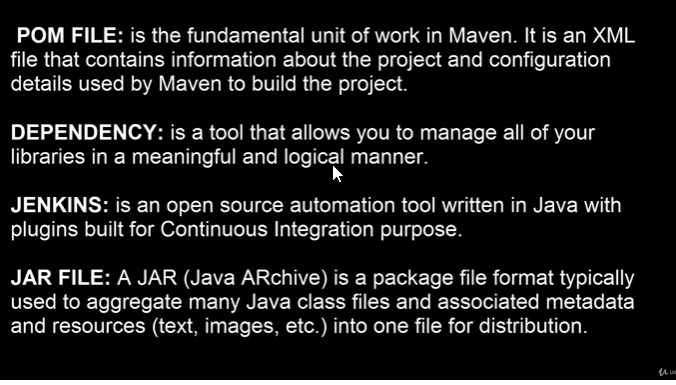 POM FILE: is the fundamental unit of work in Maven. It is an XML
file that contains information about the project and configuration
details used by Maven to build the project.
DEPENDENCY: is a tool that allows you to manage all of your
libraries in a meaningful and logical manner.
JENKINS: is an open source automation tool written in Java with
plugins built for Continuous Integration purpose.
JAR FILE: A JAR (Java ARchive) is a package file format typically
used to aggregate many Java class files and associated metadata
and resources (text, images, etc.) into one file for distribution.